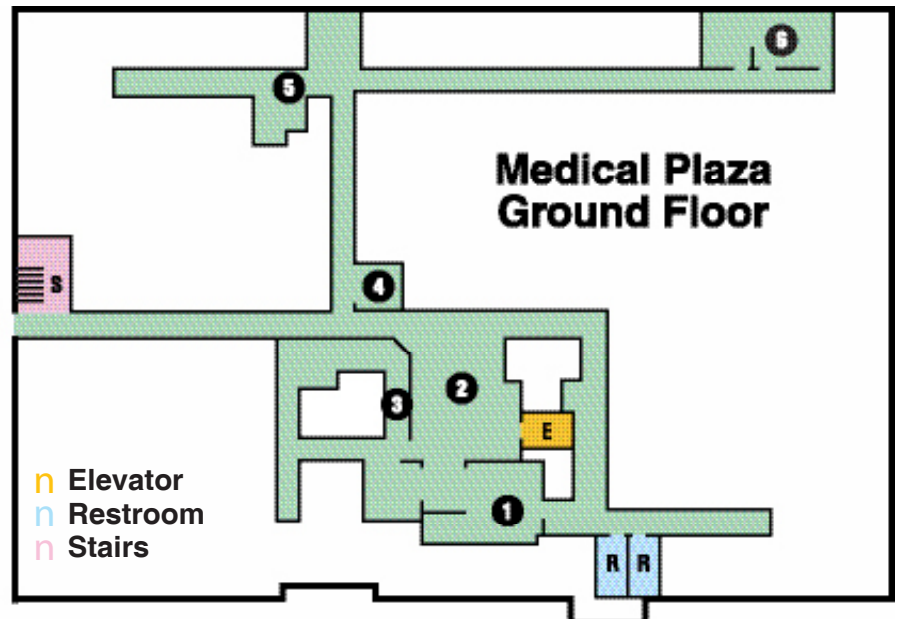 6
5
Medical Plaza
Ground Floor
S
4
2
3
E
n Elevator
1
n Restroom
n Stairs
R R